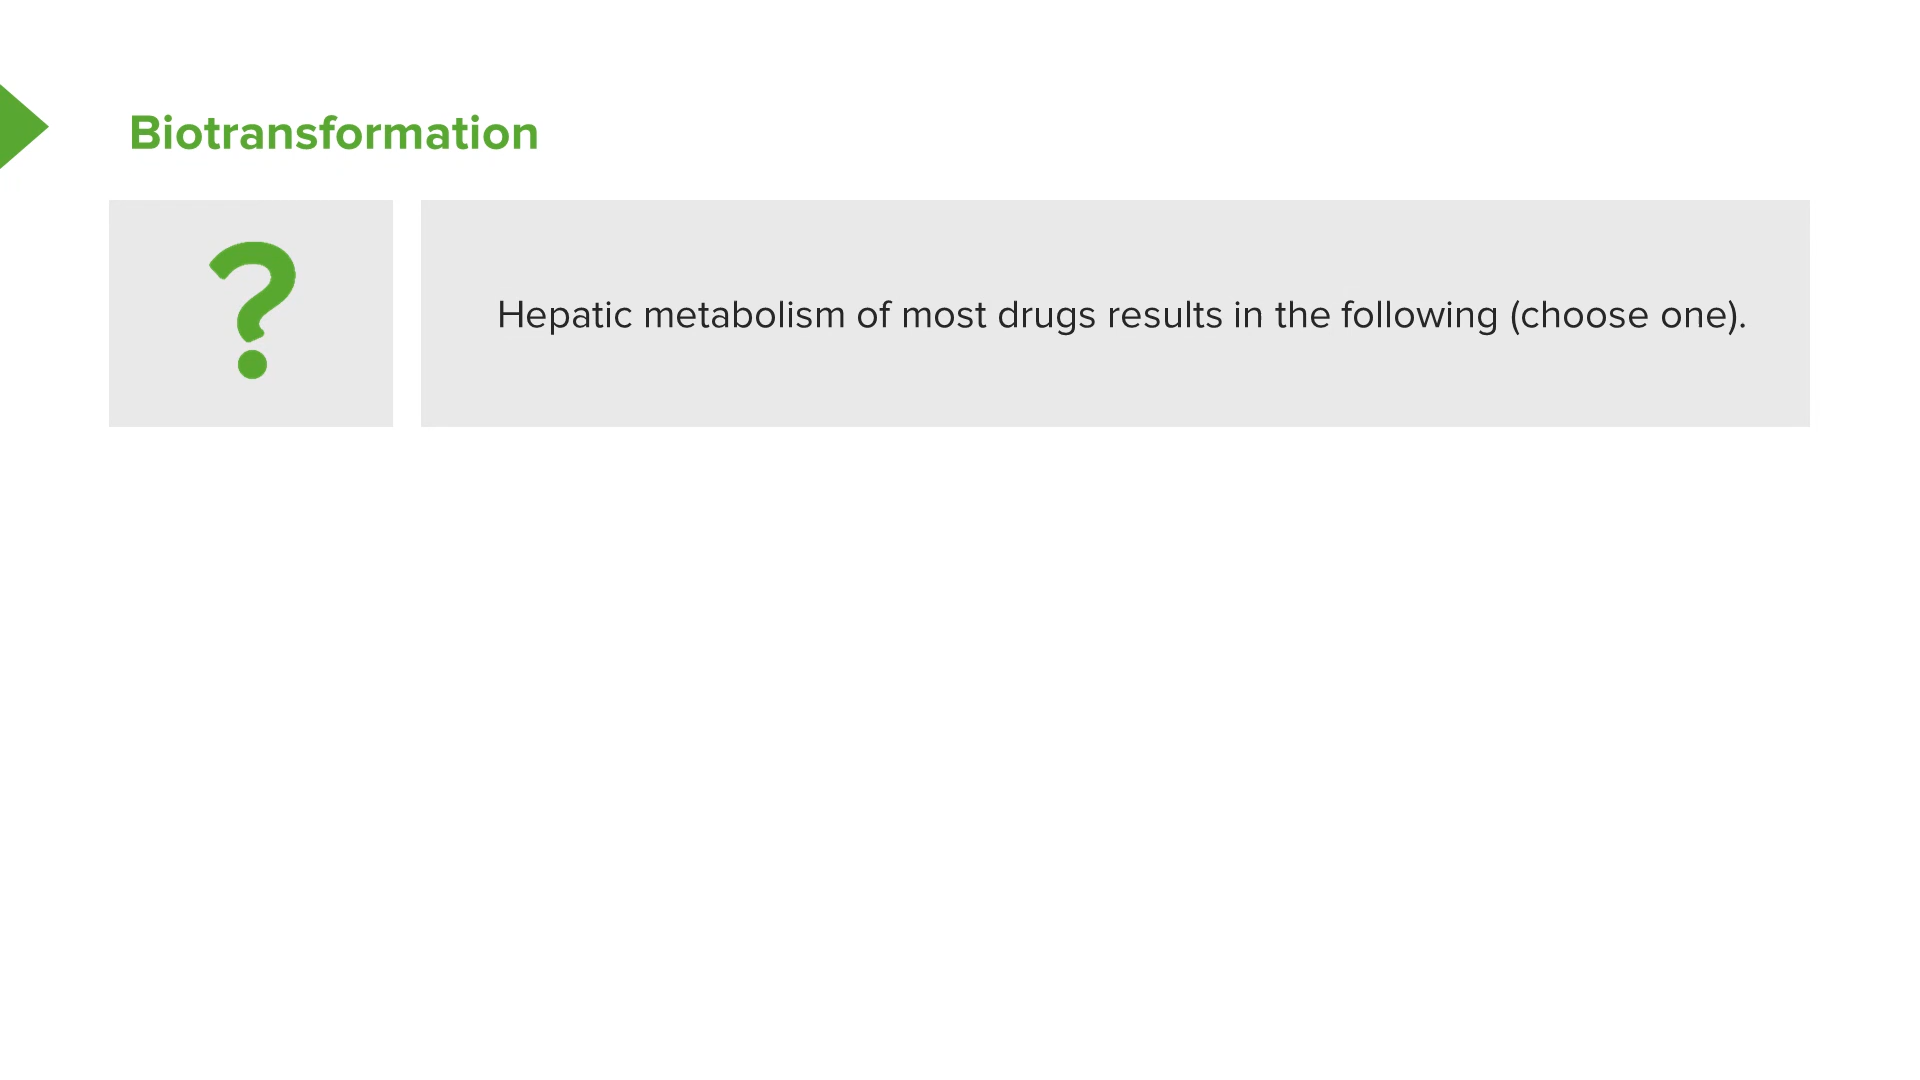 Biotransformation
?
Hepatic metabolism of most drugs results in the following (choose one).